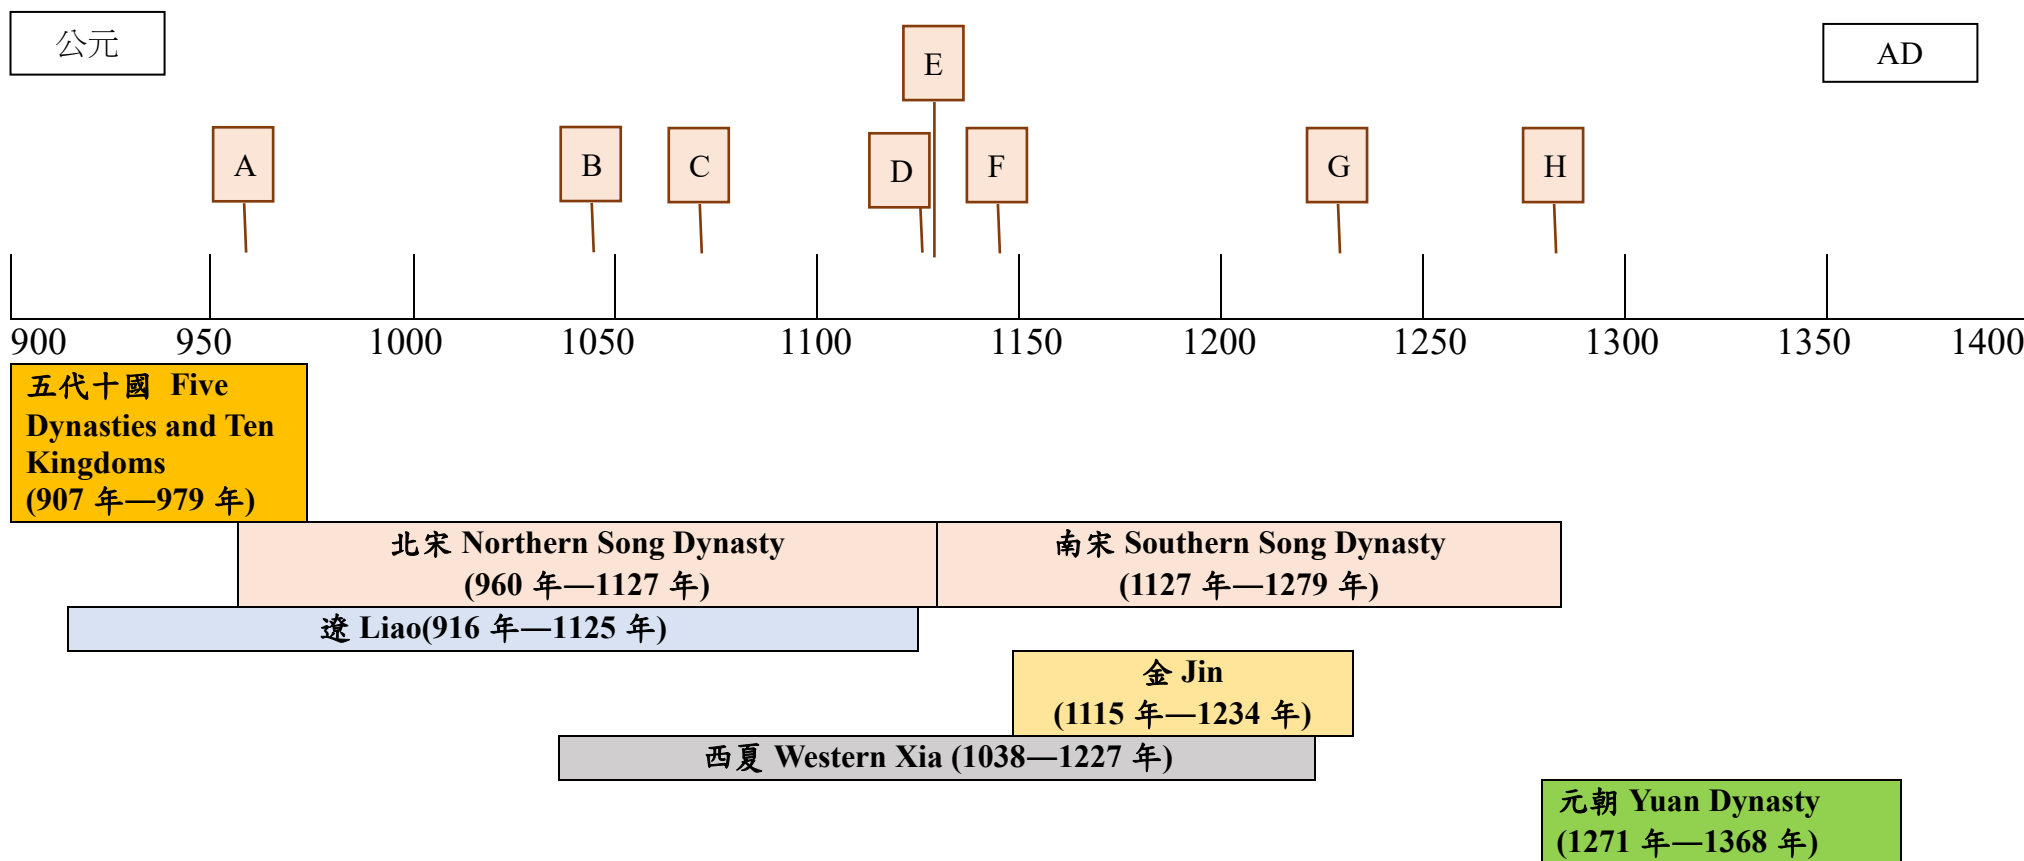 公元
AD
E
A
B
C
D
F
G
H
900 950 1000 1050 1100 1150 1200 1250 1300 1350 1400
五代十國 Five
Dynasties and Ten
Kingdoms
(907 年—979 年)
北宋 Northern Song Dynasty
(960 年—1127 年)
南宋 Southern Song Dynasty
(1127 年—1279 年)
遼 Liao(916 年—1125 年)
金 Jin
(1115 年—1234 年)
西夏 Western Xia (1038—1227 年)
元朝 Yuan Dynasty
(1271 年—1368 年)